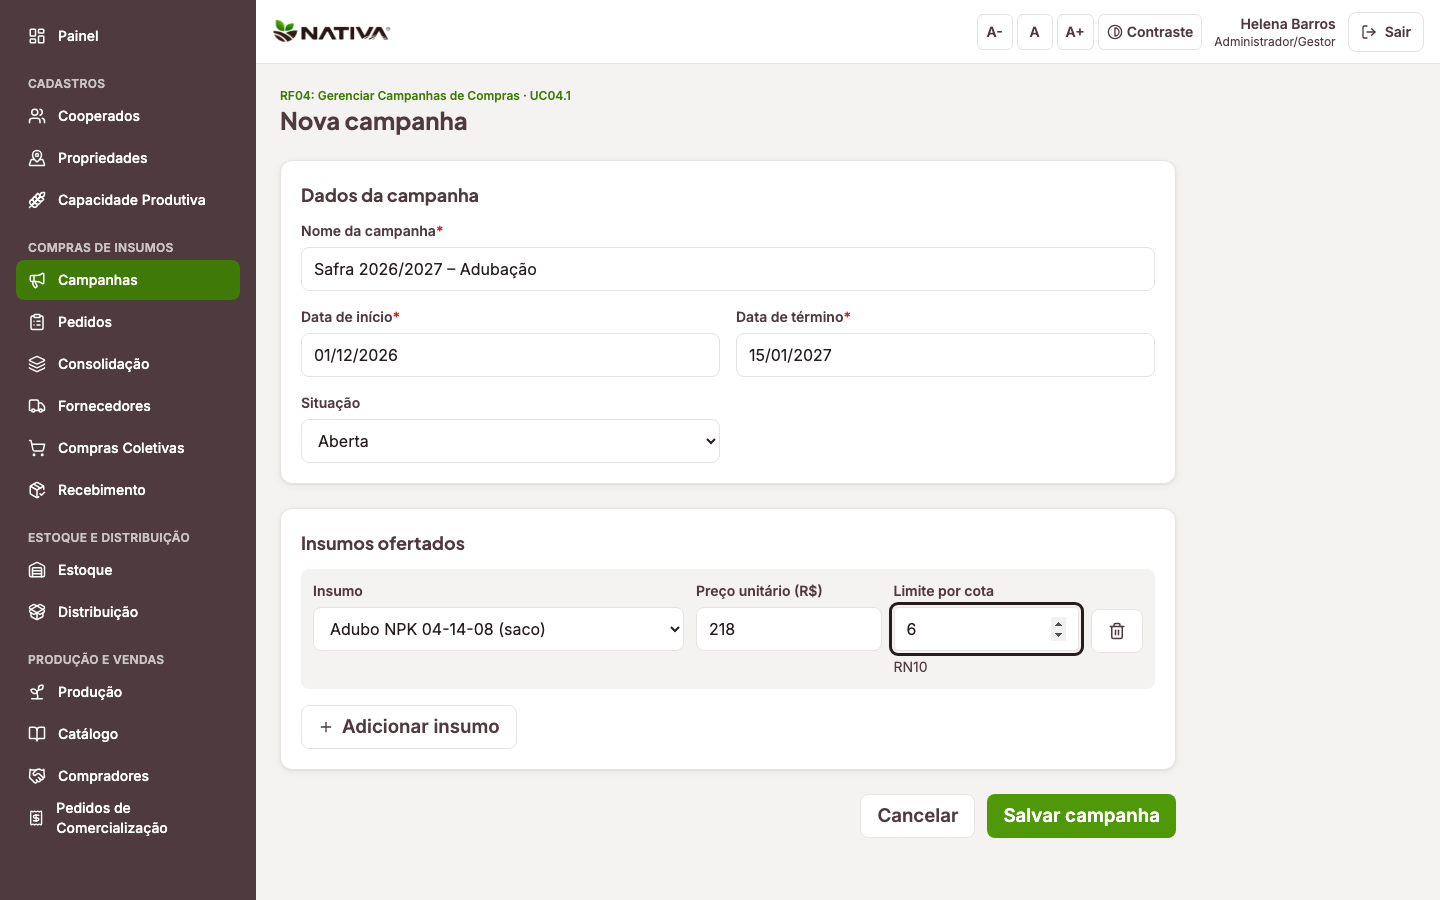 Painel
CADASTROS
Cooperados
Propriedades
Capacidade Produtiva
COMPRAS DE INSUMOS
Campanhas
Pedidos
Consolidação
Fornecedores
Compras Coletivas
Recebimento
ESTOQUE E DISTRIBUIÇÃO
Estoque
Distribuição
PRODUÇÃO E VENDAS
Produção
Catálogo
Compradores
Pedidos de
Comercialização
NATIVA
A-
A
A+
Contraste
Helena Barros
Administrador/Gestor
Sair
RF04: Gerenciar Campanhas de Compras · UC04.1
Nova campanha
Dados da campanha
Nome da campanha*
Safra 2026/2027 – Adubação
Data de início*
Data de término*
01/12/2026
15/01/2027
Situação
Aberta
Insumos ofertados
Insumo
Preço unitário (R$)
Limite por cota
Adubo NPK 04-14-08 (saco)
218
6
RN10
+ Adicionar insumo
Cancelar
Salvar campanha